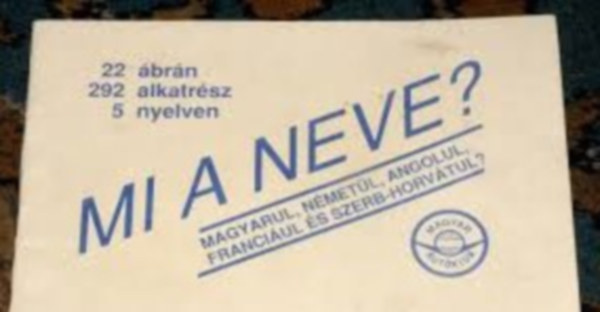 22 ábrán
292 alkatrész
5 nyelven
MI A NEVE?
MAGYARUL, NÉMETÜL, ANGOLUL,
FRANCIÁUL ÉS SZERB-HORVÁTUL?
MAGYAR
AUTÓKLUB